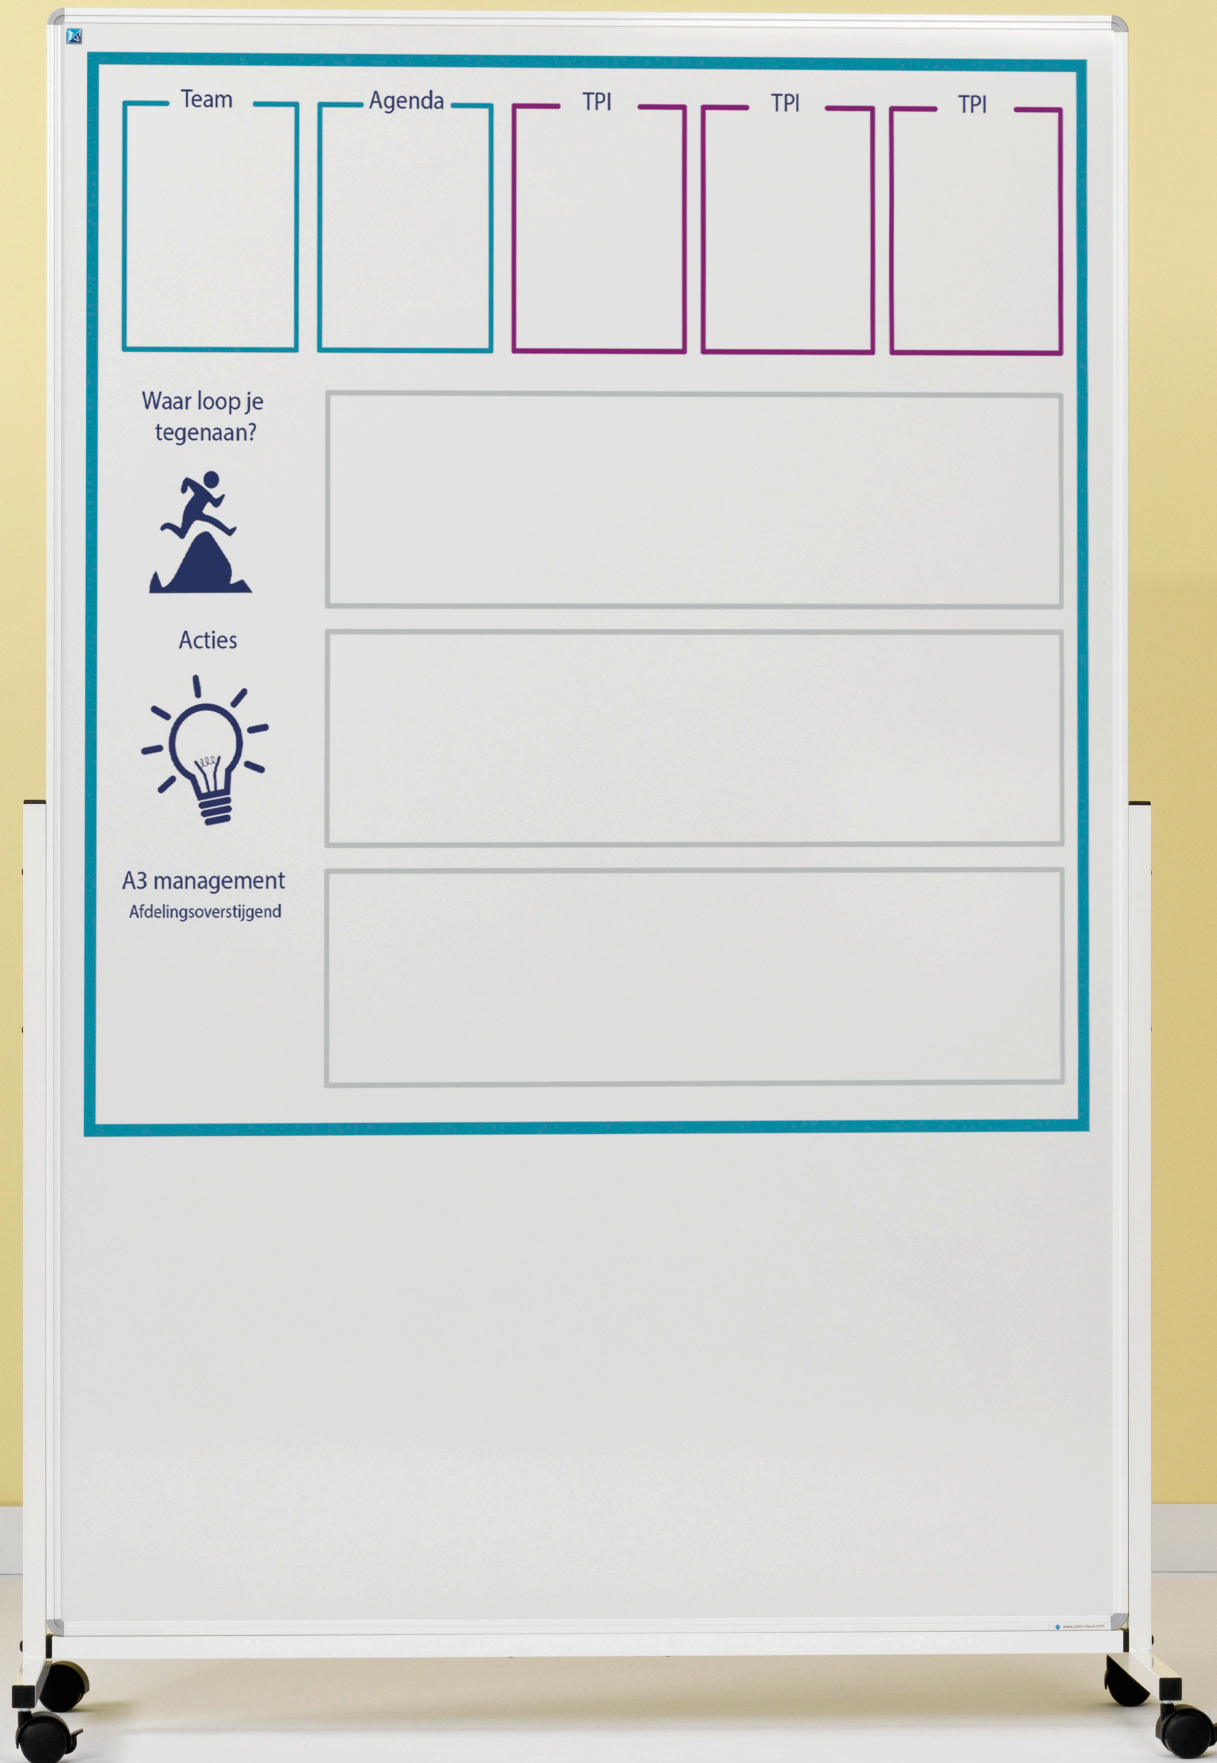 Team
Agenda
TPI
TPI
TPI
Waar loop je
tegenaan?
Acties
A3 management
Afdelingsoverstijgend